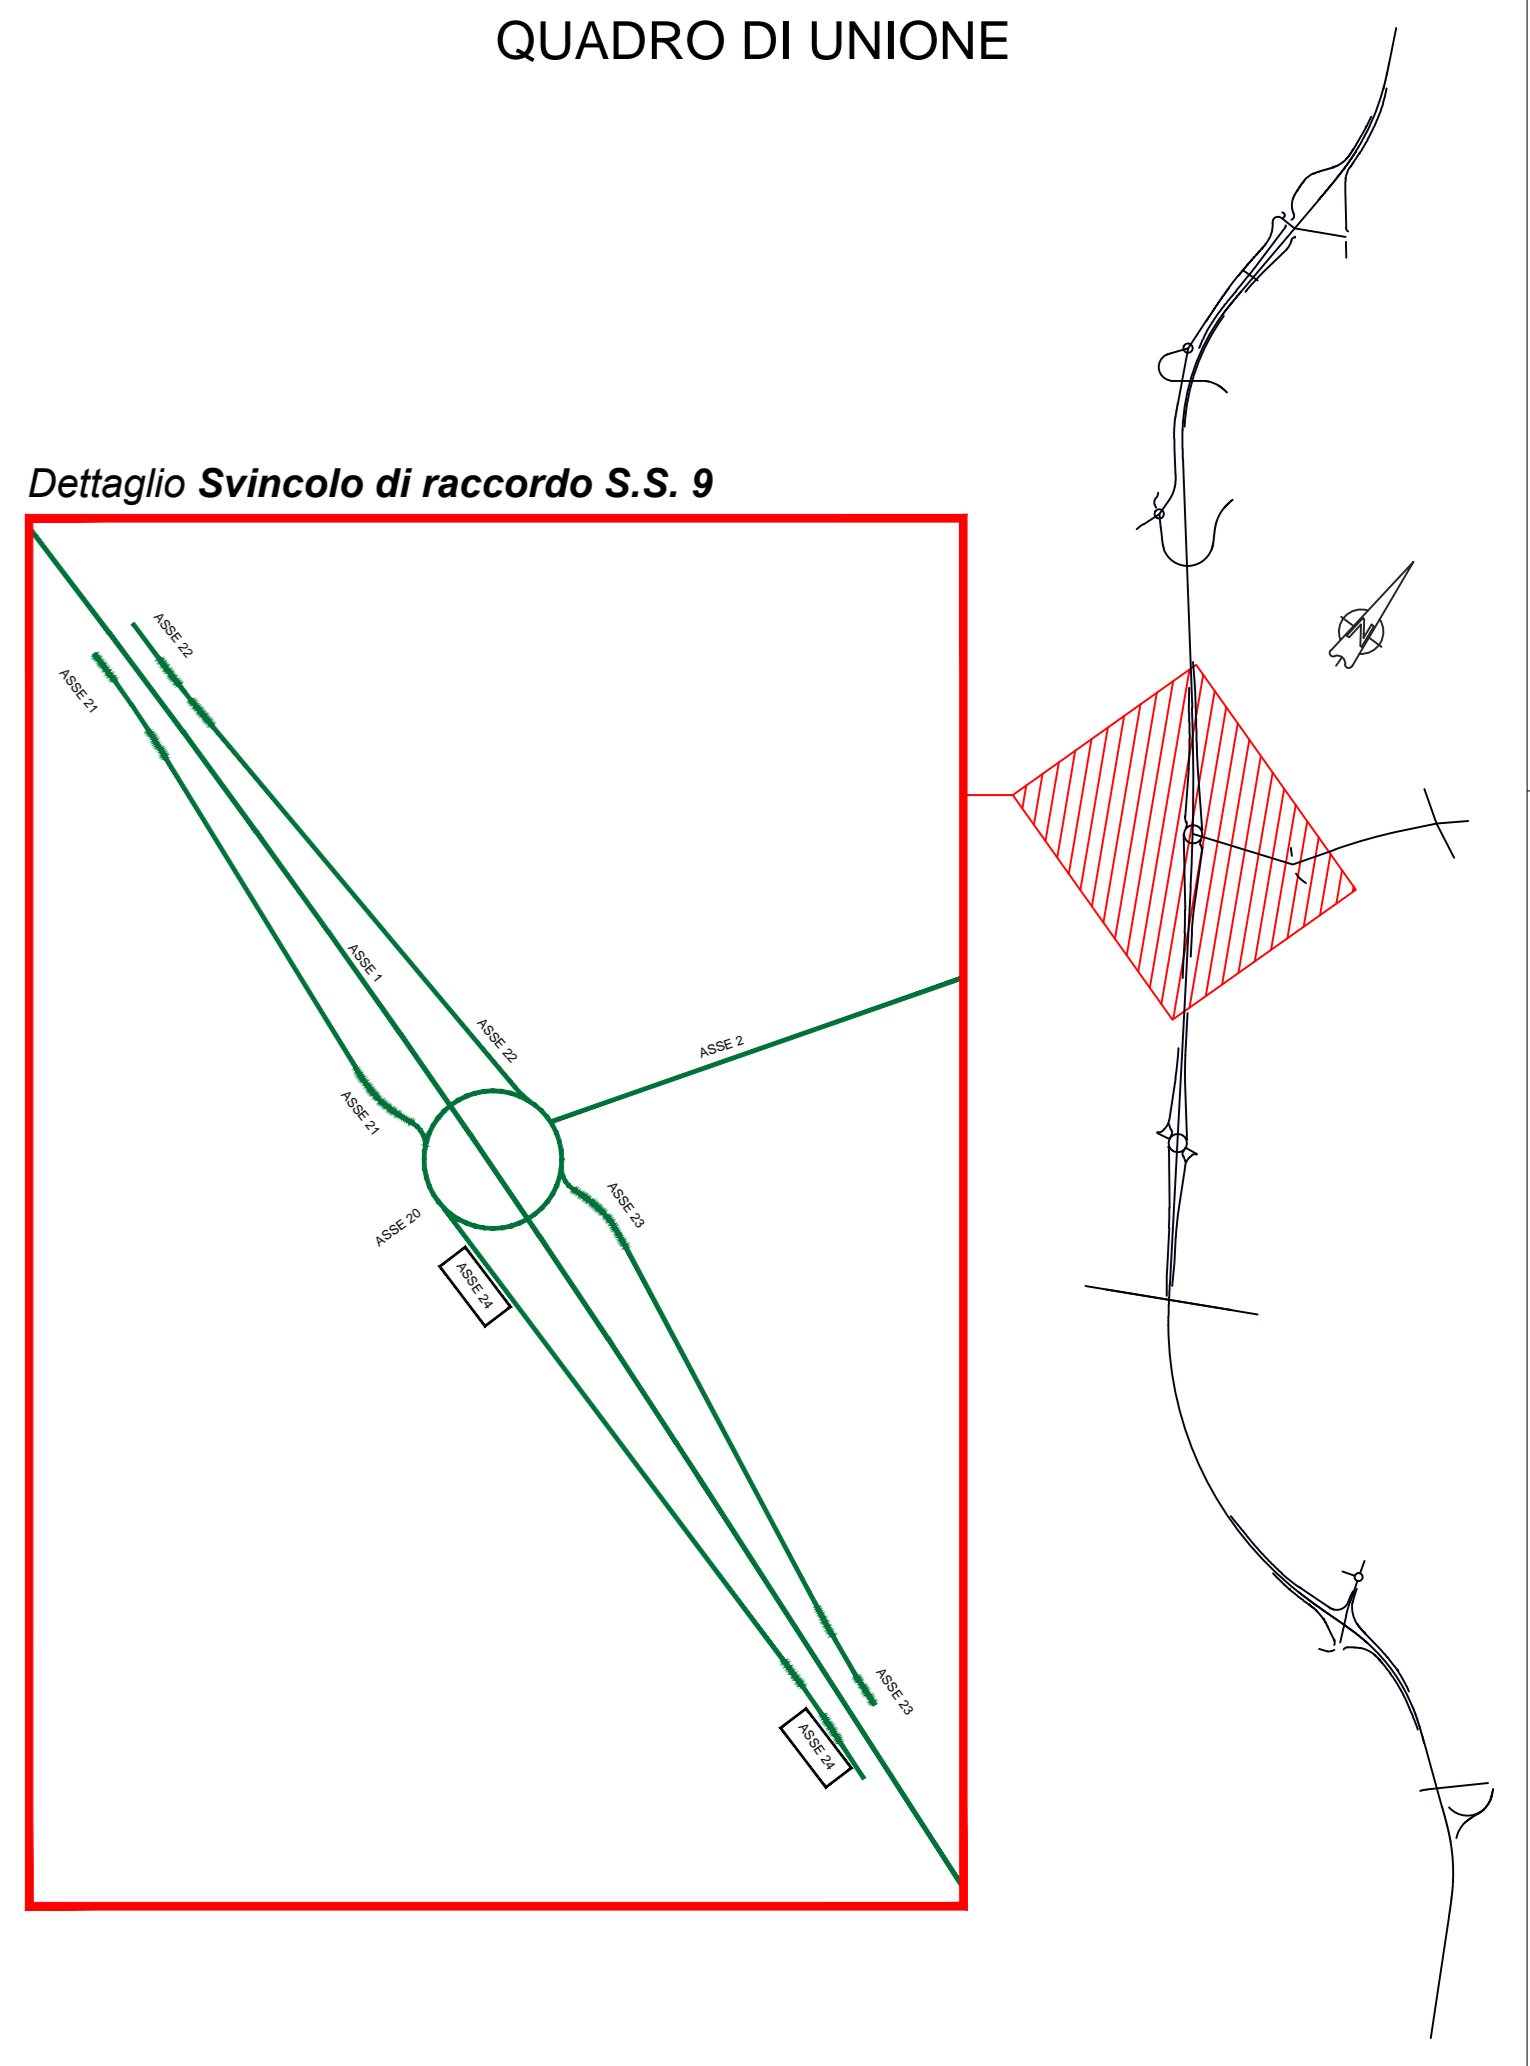 QUADRO DI UNIONE
Dettaglio Svincolo di raccordo S.S. 9
ASSE 22
ASSE 21
ASSE 1
ASSE 22
ASSE 2
ASSE 21
ASSE 23
ASSE 20
ASSE 24
ASSE 23
ASSE 24
N